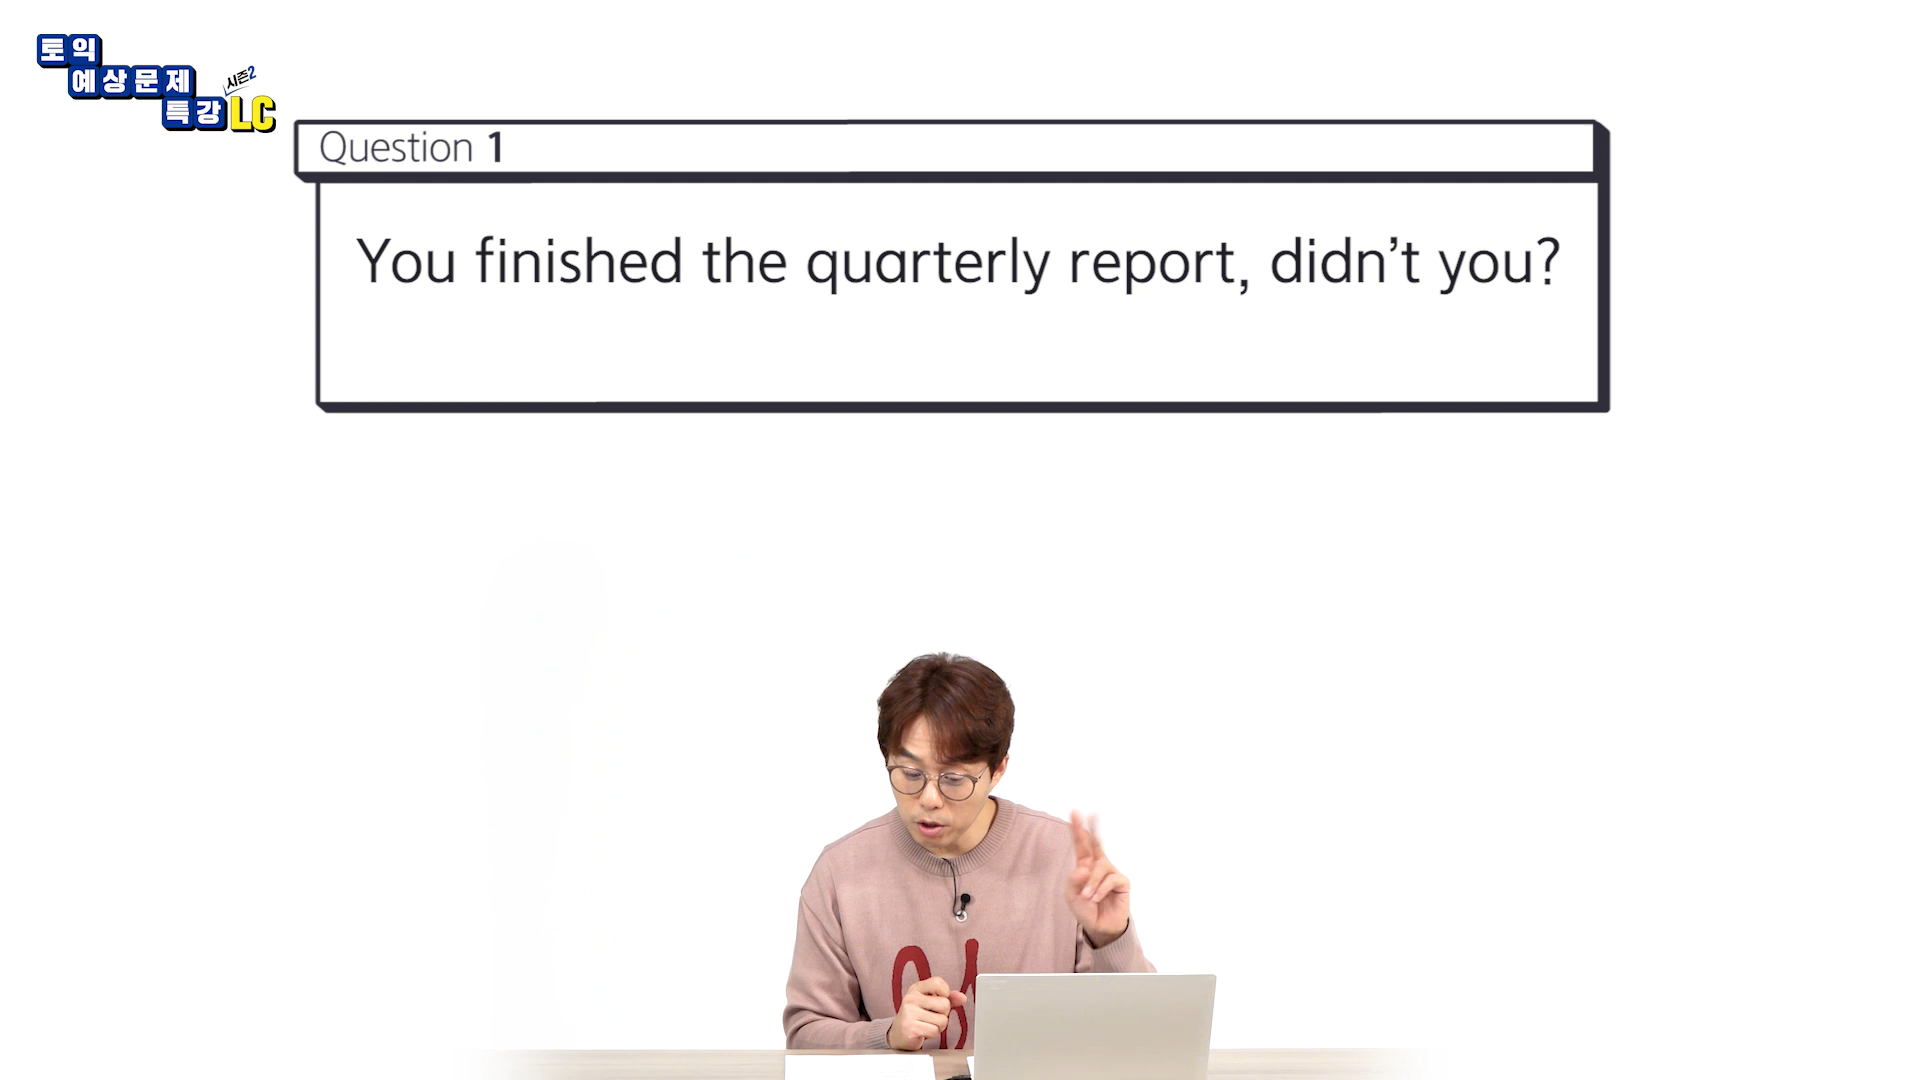 토익
예상문제
특강 LC
시즌2
Question 1
You finished the quarterly report, didn't you?